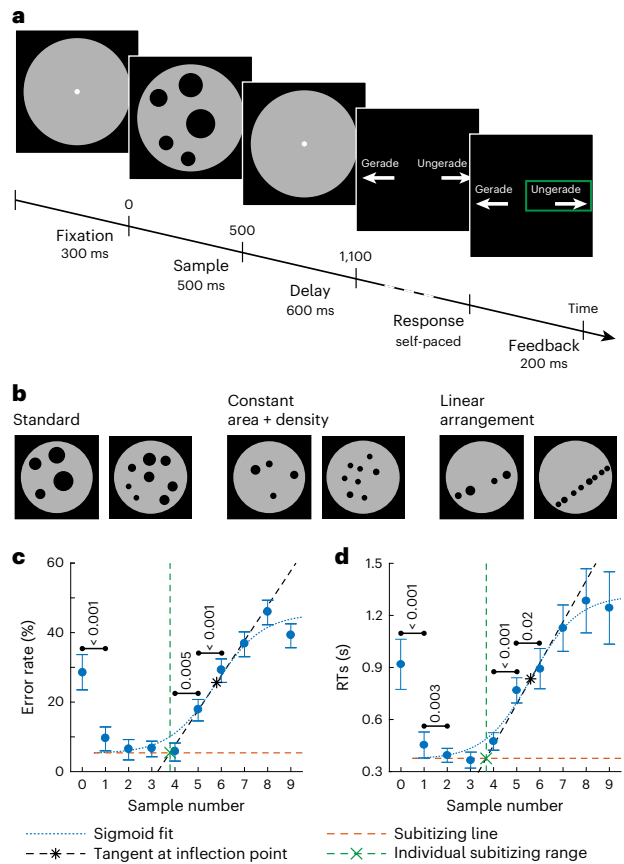 a
Gerade Ungerade
Gerade Ungerade
0
500
1,100
Fixation
300 ms
Sample
500 ms
Delay
600 ms
Response
self-paced
Time
Feedback
200 ms
b
Standard
Constant
area + density
Linear
arrangement
c
60
40
20
0
Error rate (%)
< 0.001
0.005
< 0.001
0 1 2 3 4 5 6 7 8 9
Sample number
d
1.5
1.2
0.9
0.6
0.3
RTs (s)
< 0.001
0.003
< 0.001
0.02
0 1 2 3 4 5 6 7 8 9
Sample number
Sigmoid fit
Tangent at inflection point
Subitizing line
Individual subitizing range